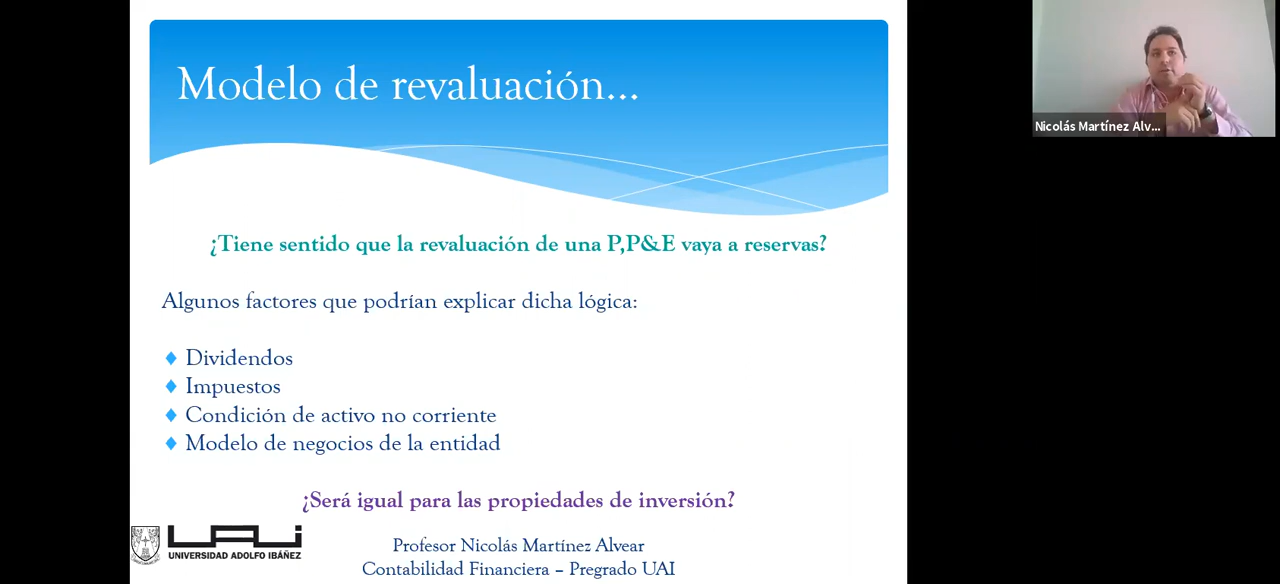 Modelo de revaluación...
Nicolás Martínez Alv...
¿Tiene sentido que la revaluación de una P,P&E vaya a reservas?
Algunos factores que podrían explicar dicha lógica:
Dividendos
Impuestos
Condición de activo no corriente
Modelo de negocios de la entidad
¿Será igual para las propiedades de inversión?
UAI
UNIVERSIDAD ADOLFO IBÁÑEZ
Profesor Nicolás Martínez Alvear
Contabilidad Financiera – Pregrado UAI